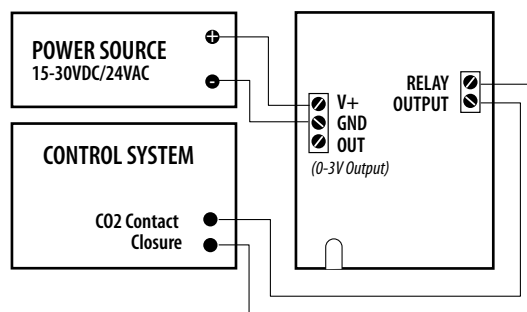 POWER SOURCE
15-30VDC/24VAC
+
-
CONTROL SYSTEM
CO2 Contact
Closure
V+
GND
OUT
(0-3V Output)
RELAY
OUTPUT